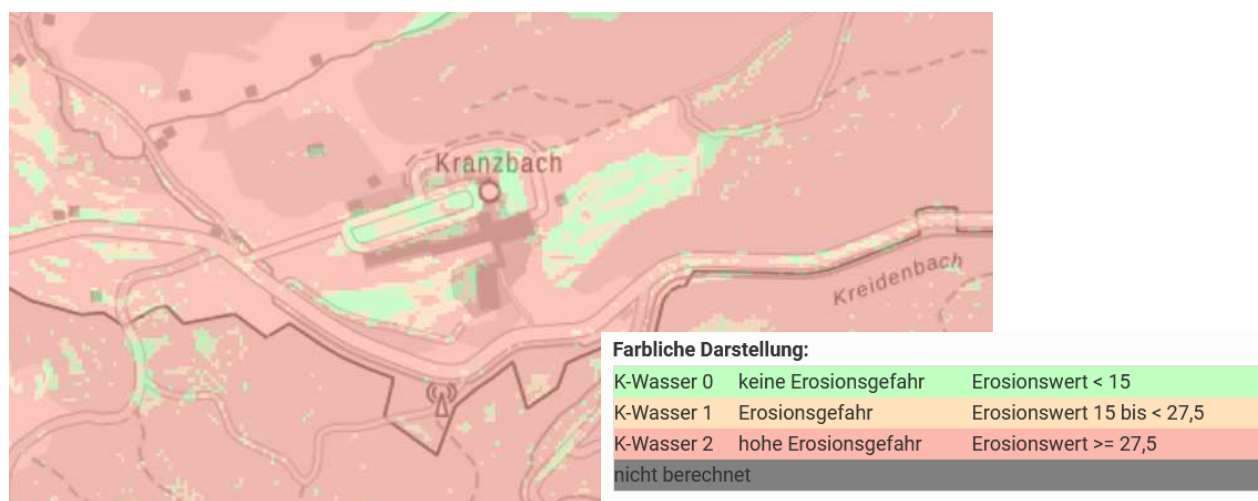 Kranzbach
Kreidenbach
Farbliche Darstellung:
K-Wasser 0 keine Erosionsgefahr Erosionswert < 15
K-Wasser 1 Erosionsgefahr Erosionswert 15 bis < 27,5
K-Wasser 2 hohe Erosionsgefahr Erosionswert >= 27,5
nicht berechnet